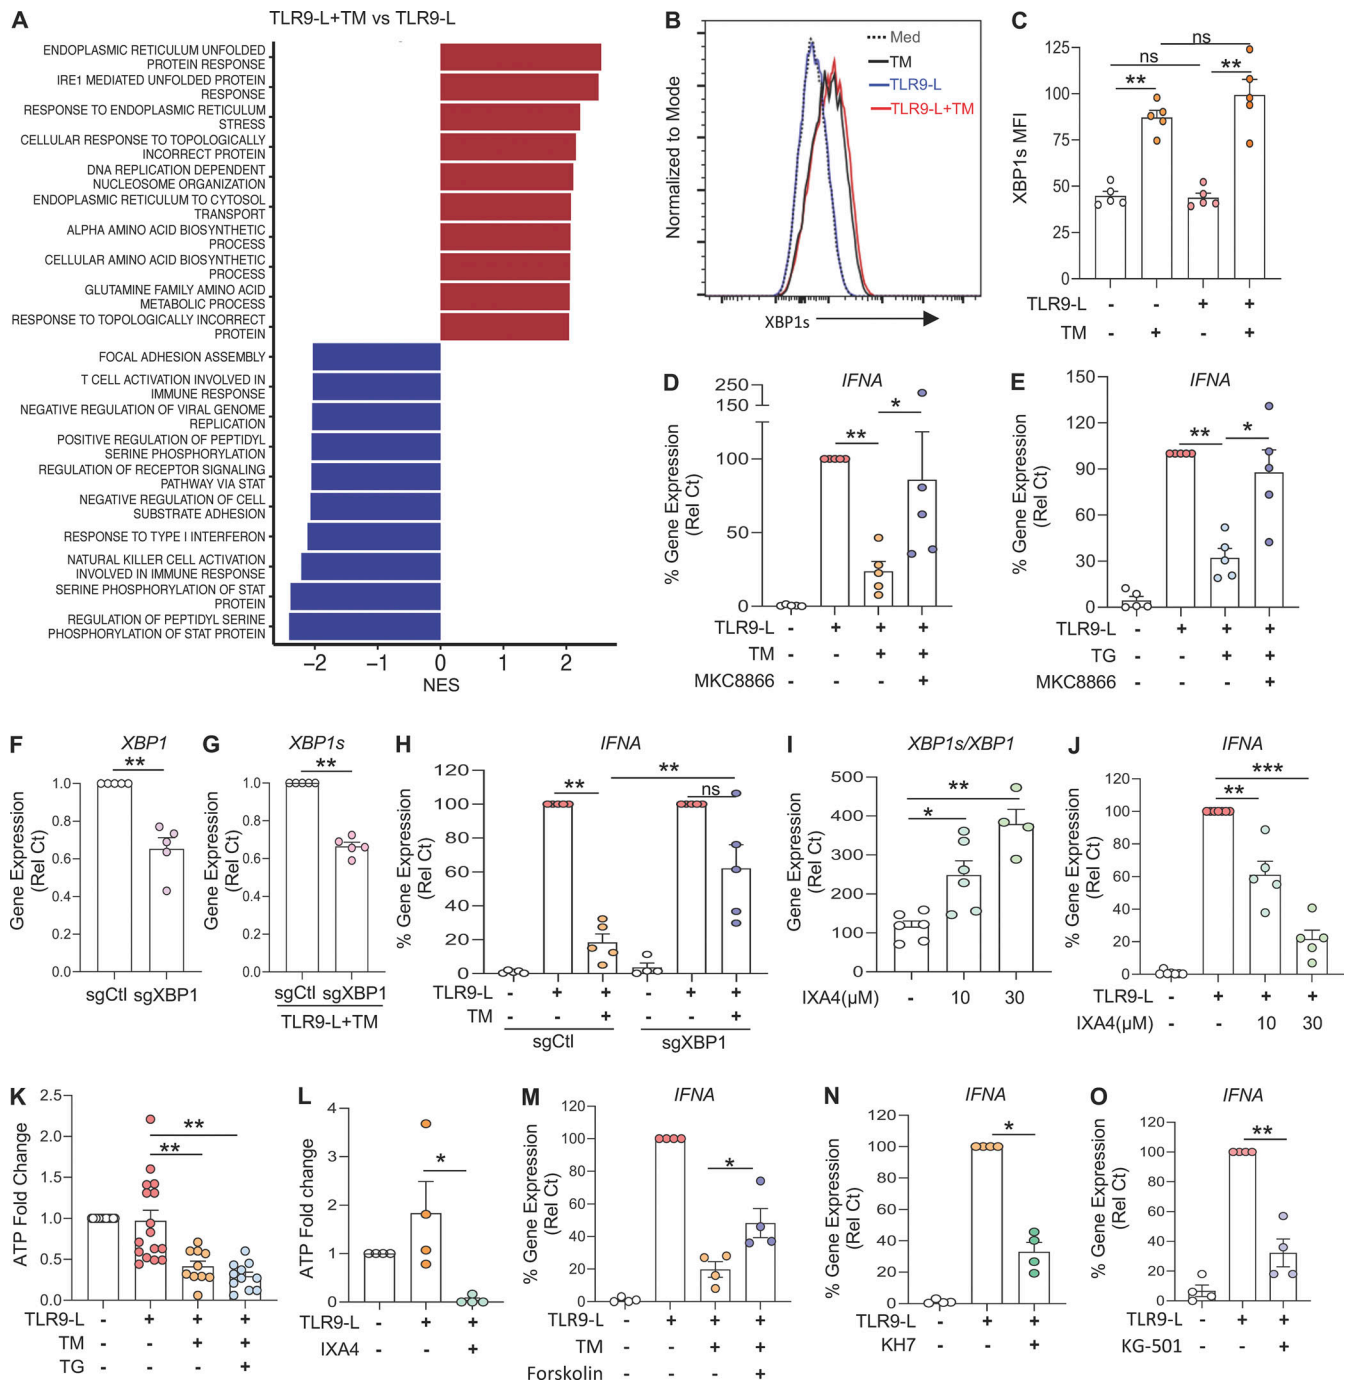 A
TLR9-L+TM vs TLR9-L
ENDOPLASMIC RETICULUM UNFOLDED
PROTEIN RESPONSE
IRE1 MEDIATED UNFOLDED PROTEIN
RESPONSE
RESPONSE TO ENDOPLASMIC RETICULUM
STRESS
CELLULAR RESPONSE TO TOPOLOGICALLY
INCORRECT PROTEIN
DNA REPLICATION DEPENDENT
NUCLEOSOME ORGANIZATION
ENDOPLASMIC RETICULUM TO CYTOSOL
TRANSPORT
ALPHA AMINO ACID BIOSYNTHETIC
PROCESS
CELLULAR AMINO ACID BIOSYNTHETIC
PROCESS
GLUTAMINE FAMILY AMINO ACID
METABOLIC PROCESS
RESPONSE TO TOPOLOGICALLY INCORRECT
PROTEIN
FOCAL ADHESION ASSEMBLY
T CELL ACTIVATION INVOLVED IN
IMMUNE RESPONSE
NEGATIVE REGULATION OF VIRAL GENOME
REPLICATION
POSITIVE REGULATION OF PEPTIDYL
SERINE PHOSPHORYLATION
REGULATION OF RECEPTOR SIGNALING
PATHWAY VIA STAT
NEGATIVE REGULATION OF CELL
SUBSTRATE ADHESION
RESPONSE TO TYPE I INTERFERON
NATURAL KILLER CELL ACTIVATION
INVOLVED IN IMMUNE RESPONSE
SERINE PHOSPHORYLATION OF STAT
PROTEIN
REGULATION OF PEPTIDYL SERINE
PHOSPHORYLATION OF STAT PROTEIN
−2 −1 0 1 2
NES
B
Normalized to Mode
Med
TM
TLR9-L
TLR9-L+TM
XBP1s
C
XBP1s MFI
125
100
75
50
25
0
ns
ns
** **
TLR9-L - - + +
TM - + - +
D
IFNA
% Gene Expression
(Rel Ct)
250
150
100
50
0
** *
TLR9-L - + + +
TM - - + +
MKC8866 - - - +
E
IFNA
% Gene Expression
(Rel Ct)
150
120
90
60
30
0
** *
TLR9-L - + + +
TG - - + +
MKC8866 - - - +
F
XBP1
Gene Expression
(Rel Ct)
1.0
0.8
0.6
0.4
0.2
0.0
**
sgCtl sgXBP1
G
XBP1s
Gene Expression
(Rel Ct)
1.0
0.8
0.6
0.4
0.2
0.0
**
sgCtl sgXBP1
TLR9-L+TM
H
IFNA
% Gene Expression
(Rel Ct)
120
100
80
60
40
20
0
**
** ns
TLR9-L - + + - + +
TM - - + - - +
sgCtl sgXBP1
I
XBP1s/XBP1
Gene Expression
(Rel Ct)
500
400
300
200
100
0
**
*
IXA4(µM) - 10 30
J
IFNA
% Gene Expression
(Rel Ct)
120
100
80
60
40
20
0
***
**
TLR9-L - + + +
IXA4(µM) - - 10 30
K
ATP Fold Change
2.5
2.0
1.5
1.0
0.5
0.0
**
**
TLR9-L - + + +
TM - - + +
TG - - - +
L
ATP Fold change
4
3
2
1
0
*
TLR9-L - + +
IXA4 - - +
M
IFNA
% Gene Expression
(Rel Ct)
120
100
80
60
40
20
0
*
TLR9-L - + + +
TM - - + +
Forskolin - - - +
N
IFNA
% Gene Expression
(Rel Ct)
120
100
80
60
40
20
0
*
TLR9-L - + +
KH7 - - +
O
IFNA
% Gene Expression
(Rel Ct)
120
100
80
60
40
20
0
**
TLR9-L - + +
KG-501 - - +